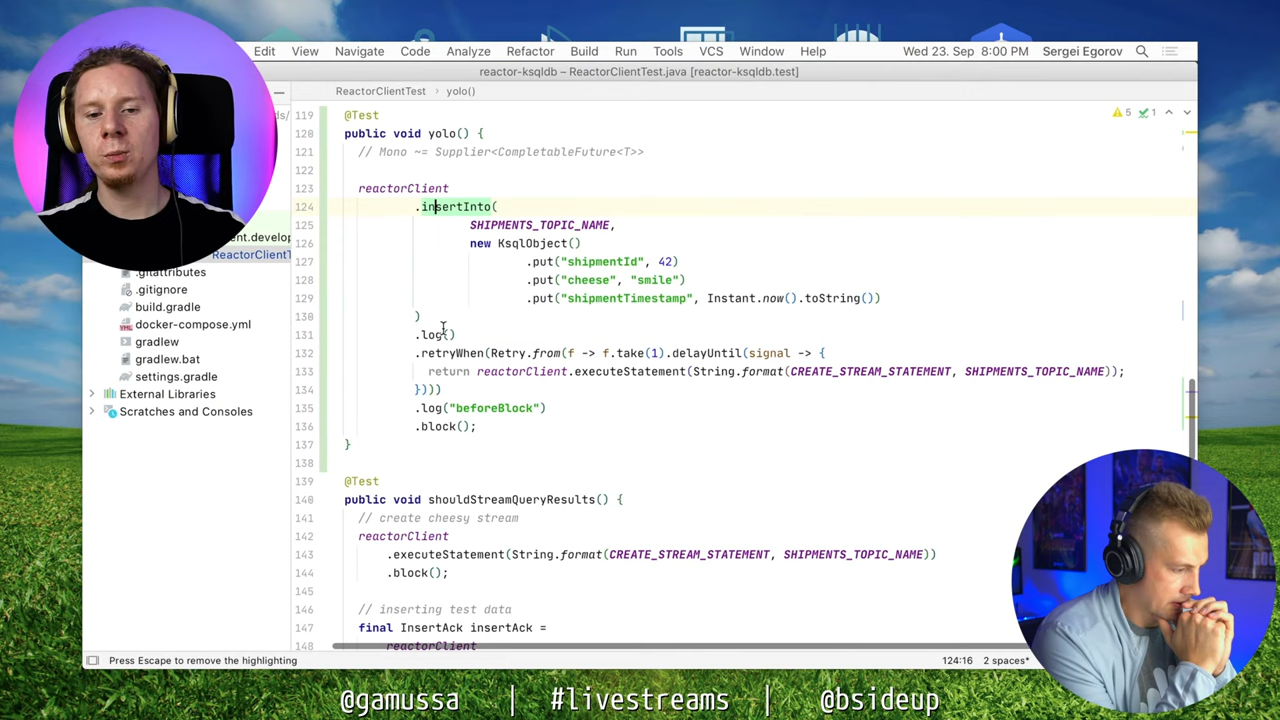 Edit View Navigate Code Analyze Refactor Build Run Tools VCS Window Help Wed 23. Sep 8:00 PM Sergei Egorov
reactor-ksqldb – ReactorClientTest.java [reactor-ksqldb.test]
ReactorClientTest › yolo()
5 1
ds/
ent.develop
ReactorClientT
.gitattributes
.gitignore
build.gradle
docker-compose.yml
gradlew
gradlew.bat
settings.gradle
External Libraries
Scratches and Consoles
119 @Test
120 public void yolo() {
121 // Mono ~= Supplier<CompletableFuture<T>>
122
123 reactorClient
124 .insertInto(
125 SHIPMENTS_TOPIC_NAME,
126 new KsqlObject()
127 .put("shipmentId", 42)
128 .put("cheese", "smile")
129 .put("shipmentTimestamp", Instant.now().toString())
130 )
131 .log()
132 .retryWhen(Retry.from(f -> f.take(1).delayUntil(signal -> {
133 return reactorClient.executeStatement(String.format(CREATE_STREAM_STATEMENT, SHIPMENTS_TOPIC_NAME));
134 })))
135 .log("beforeBlock")
136 .block();
137 }
138
139 @Test
140 public void shouldStreamQueryResults() {
141 // create cheesy stream
142 reactorClient
143 .executeStatement(String.format(CREATE_STREAM_STATEMENT, SHIPMENTS_TOPIC_NAME))
144 .block();
145
146 // inserting test data
147 final InsertAck insertAck =
148 reactorClient
Press Escape to remove the highlighting 124:16 2 spaces*
@gamussa | #livestreams | @bsideup